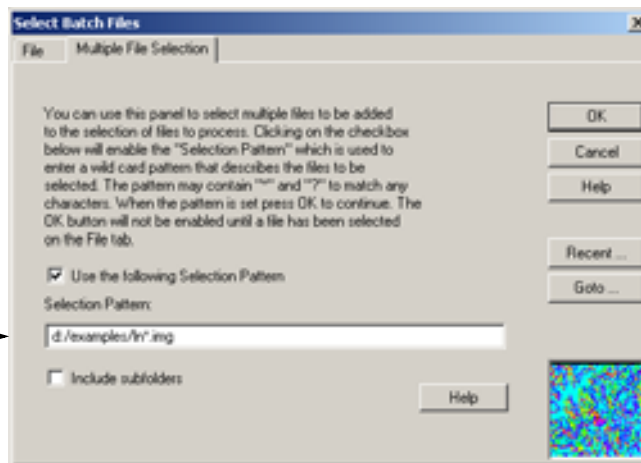 Select Batch Files
File
Multiple File Selection
You can use this panel to select multiple files to be added
to the selection of files to process. Clicking on the checkbox
below will enable the "Selection Pattern" which is used to
enter a wild card pattern that describes the files to be
selected. The pattern may contain "*" and "?" to match any
characters. When the pattern is set press OK to continue. The
OK button will not be enabled until a file has been selected
on the File tab.
Use the following Selection Pattern
Selection Pattern:
d:/examples/ln*.img
Include subfolders
Help
OK
Cancel
Help
Recent ...
Goto ...